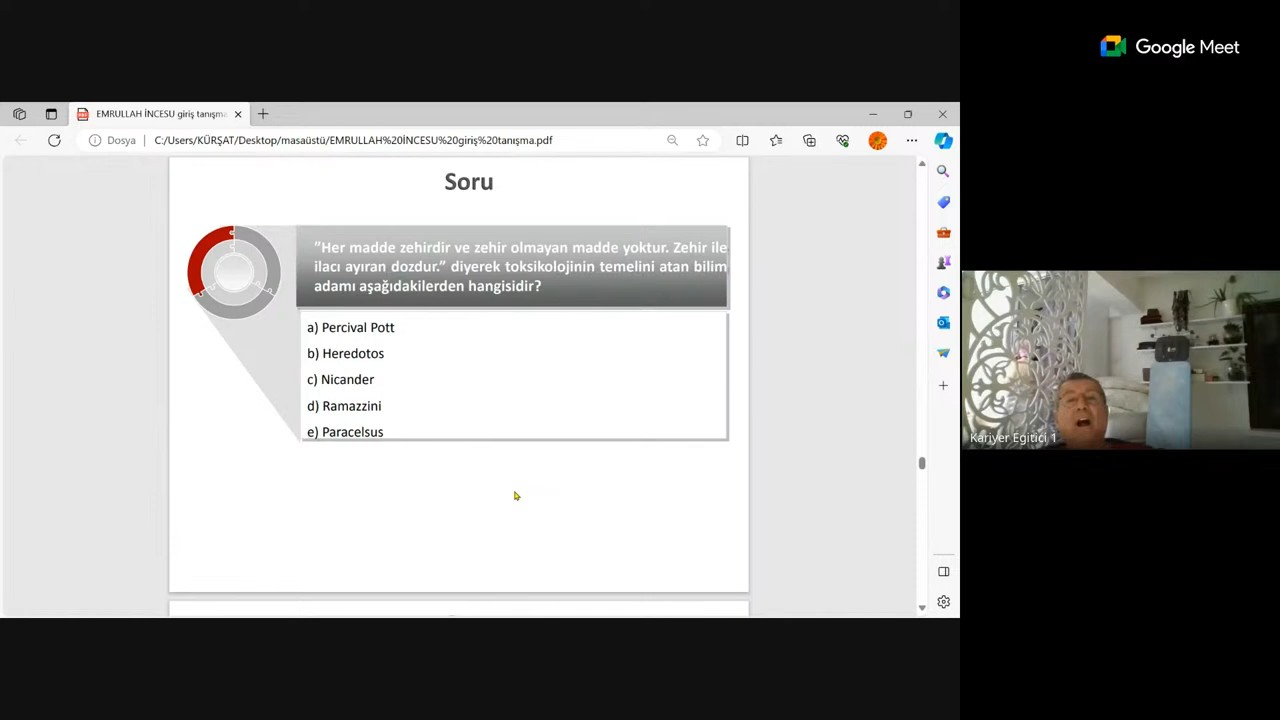 Google Meet
EMRULLAH İNCESU giriş tanışma
Dosya
C:/Users/KÜRŞAT/Desktop/masaüstü/EMRULLAH%20İNCESU%20giriş%20tanışma.pdf
Soru
”Her madde zehirdir ve zehir olmayan madde yoktur. Zehir ile
ilacı ayıran dozdur.” diyerek toksikolojinin temelini atan bilim
adamı aşağıdakilerden hangisidir?
a) Percival Pott
b) Heredotos
c) Nicander
d) Ramazzini
e) Paracelsus
Kariyer Egitici 1